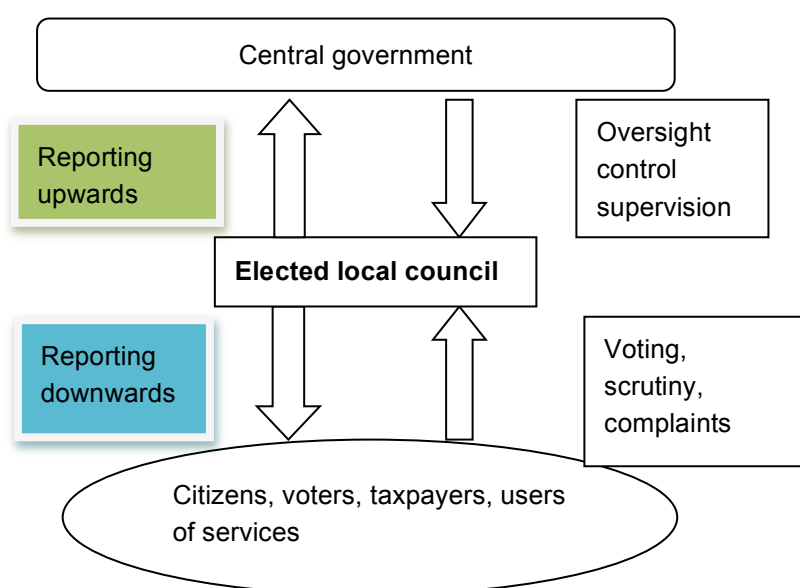 Central government
Reporting
upwards
Oversight
control
supervision
Elected local council
Reporting
downwards
Voting,
scrutiny,
complaints
Citizens, voters, taxpayers, users
of services